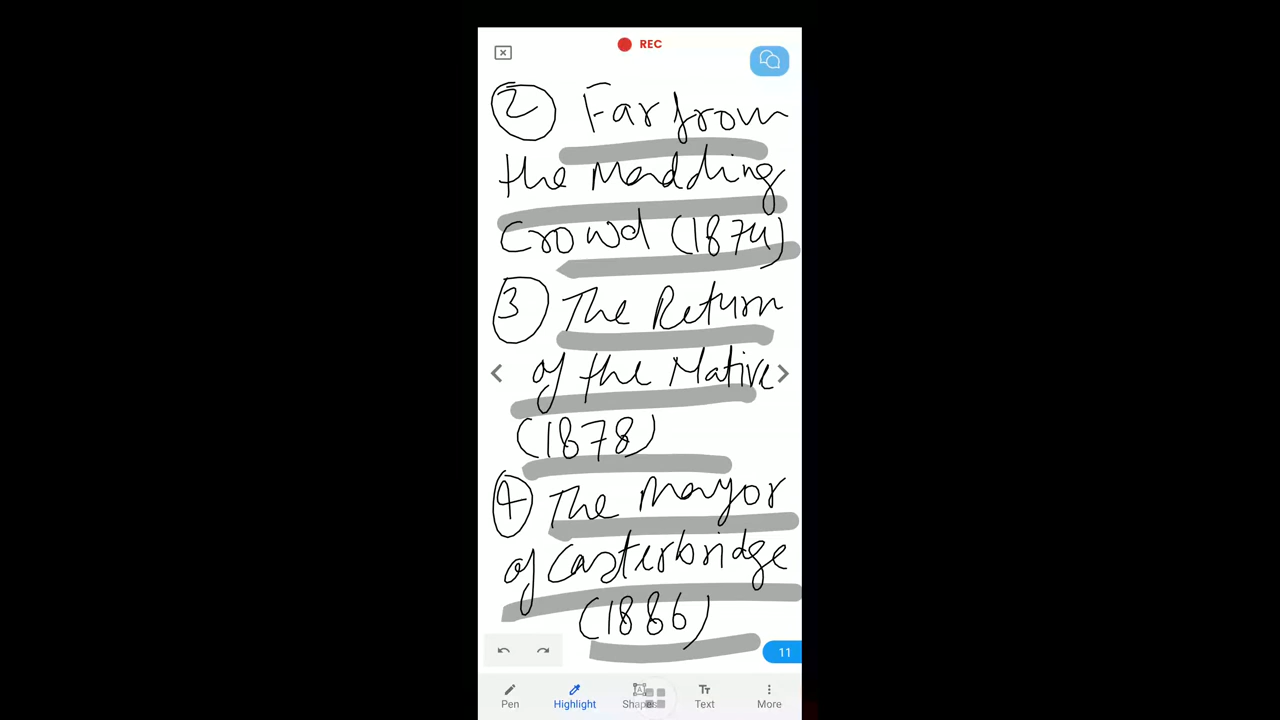 REC
② Far from
the Madding
Crowd (1874)
③ The Return
of the Native
(1878)
④ The Mayor
of Casterbridge
(1886)
11
Pen Highlight Shapes Text More